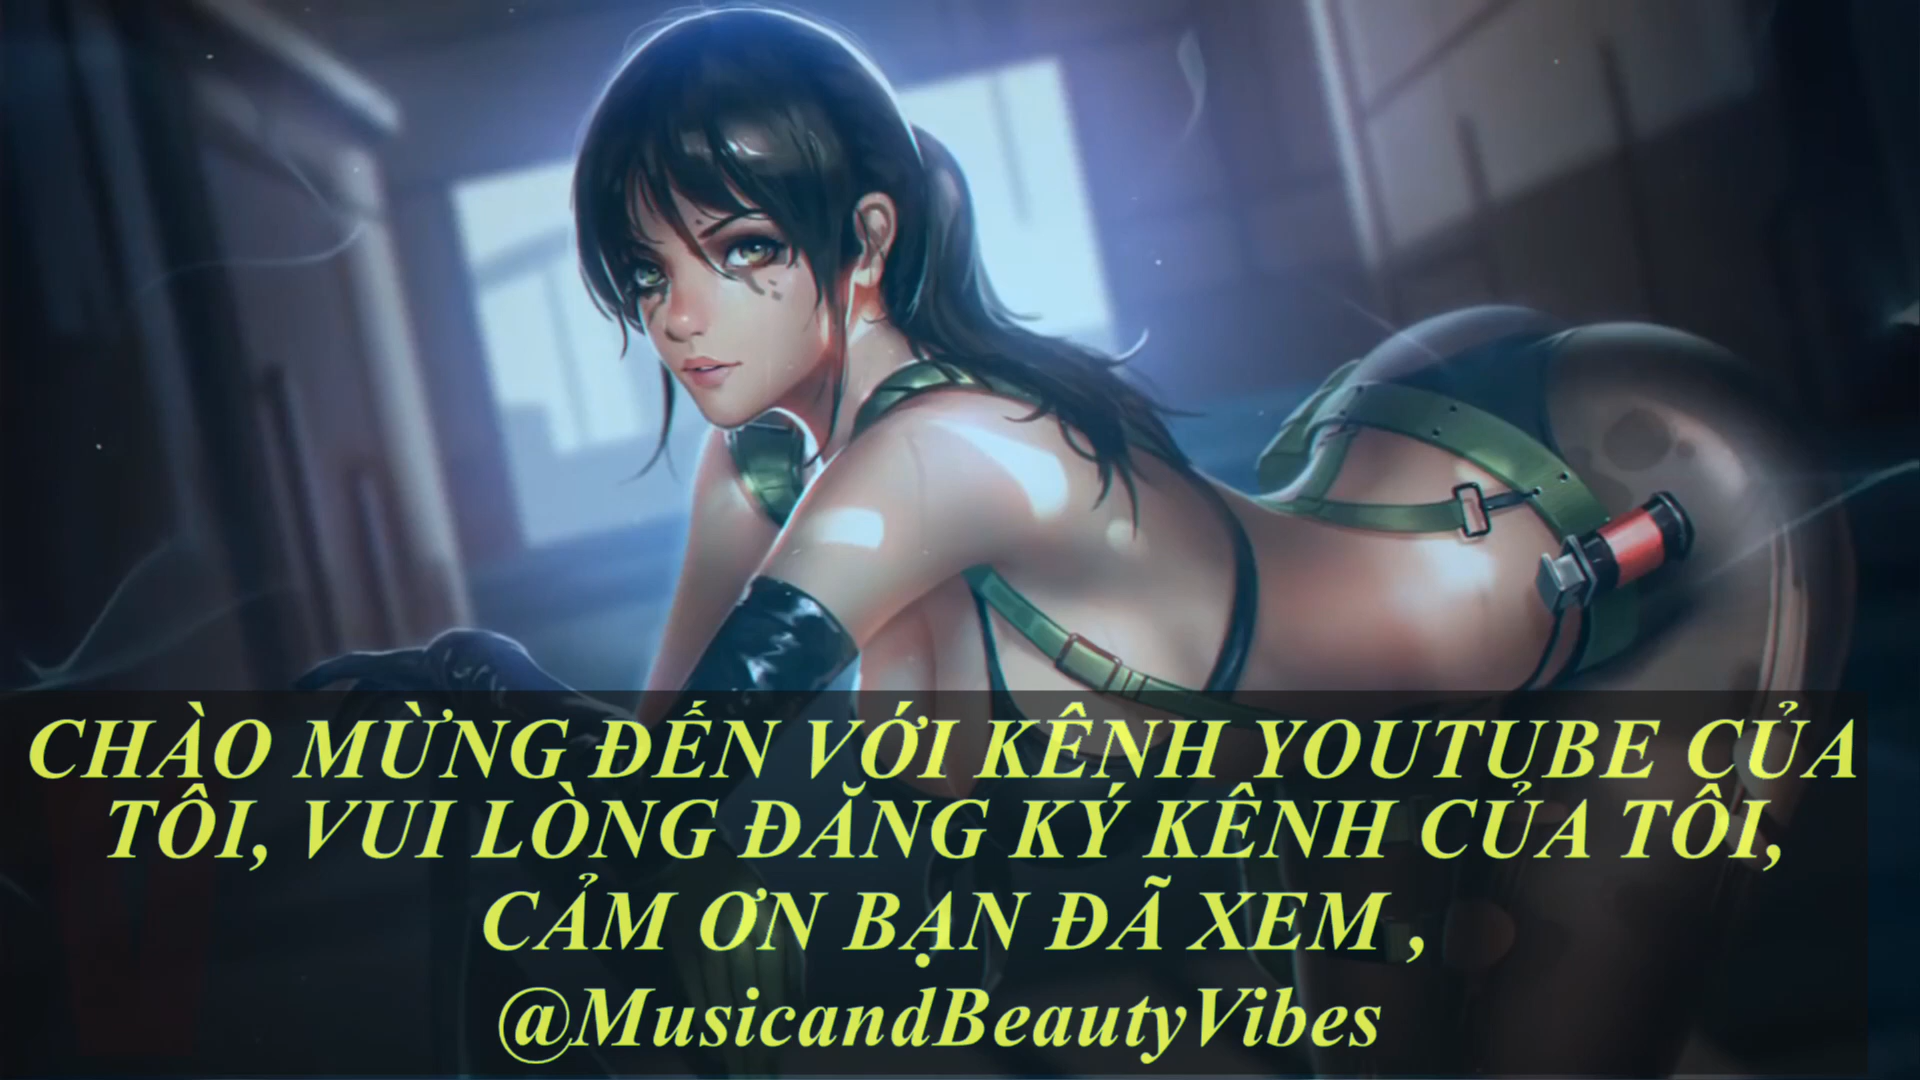 CHÀO MỪNG ĐẾN VỚI KÊNH YOUTUBE CỦA
TÔI, VUI LÒNG ĐĂNG KÝ KÊNH CỦA TÔI,
CẢM ƠN BẠN ĐÃ XEM ,
@MusicandBeautyVibes